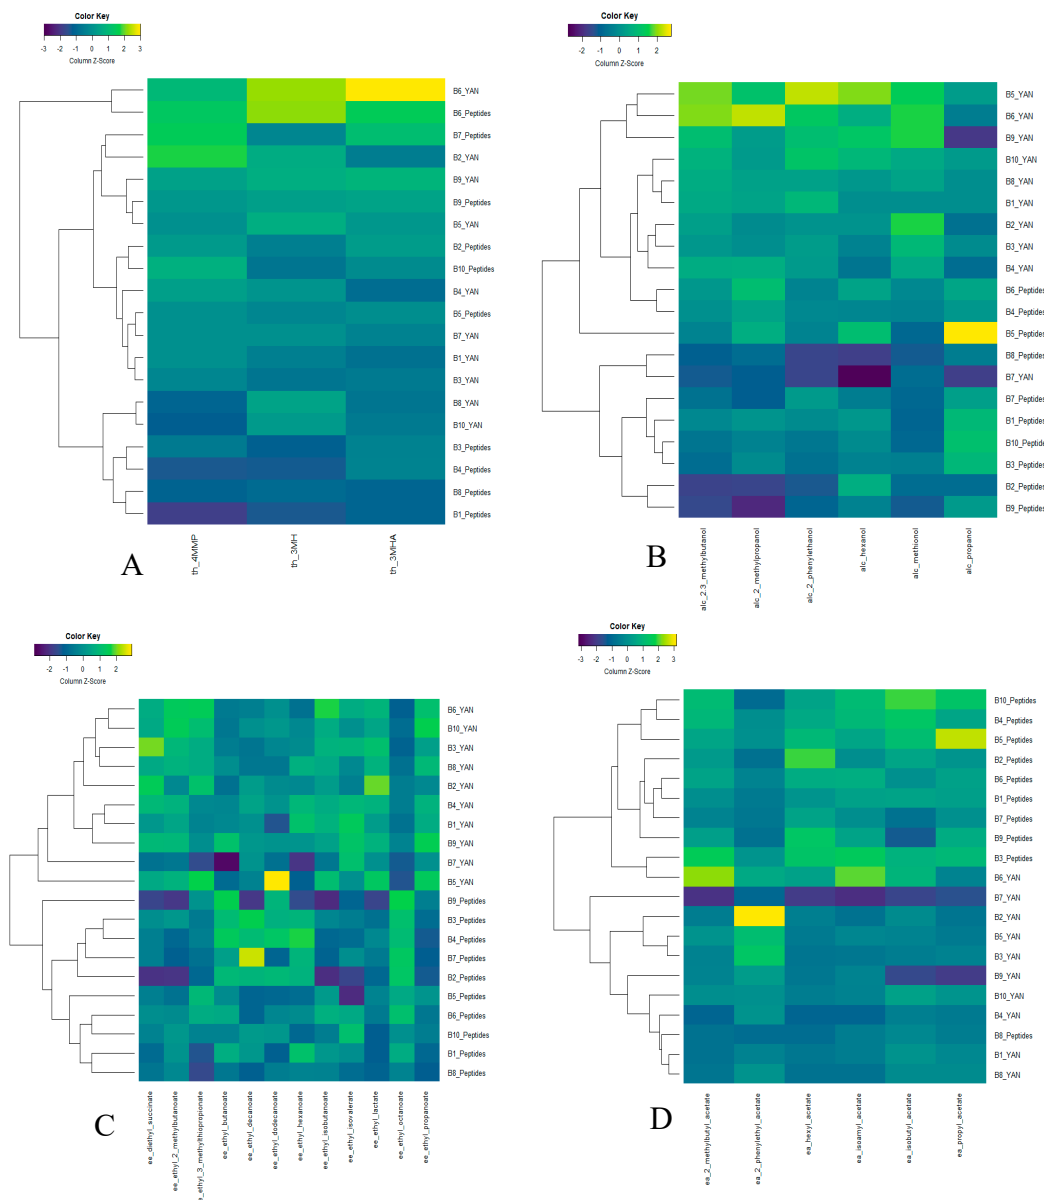 Color Key
-3 -2 -1 0 1 2 3
Column Z-Score
B6_YAN
B6_Peptides
B7_Peptides
B2_YAN
B9_YAN
B9_Peptides
B5_YAN
B2_Peptides
B10_Peptides
B4_YAN
B5_Peptides
B7_YAN
B1_YAN
B3_YAN
B8_YAN
B10_YAN
B3_Peptides
B4_Peptides
B8_Peptides
B1_Peptides
th_4MMP
th_3MH
th_3MHA
A
Color Key
-2 -1 0 1 2
Column Z-Score
B5_YAN
B6_YAN
B9_YAN
B10_YAN
B8_YAN
B1_YAN
B2_YAN
B3_YAN
B4_YAN
B6_Peptides
B4_Peptides
B5_Peptides
B8_Peptides
B7_YAN
B7_Peptides
B1_Peptides
B10_Peptides
B3_Peptides
B2_Peptides
B9_Peptides
alc_2.3_methylbutanol
alc_2_methylpropanol
alc_2_phenylethanol
alc_hexanol
alc_methionol
alc_propanol
B
Color Key
-2 -1 0 1 2
Column Z-Score
B6_YAN
B10_YAN
B3_YAN
B8_YAN
B2_YAN
B4_YAN
B1_YAN
B9_YAN
B7_YAN
B5_YAN
B9_Peptides
B3_Peptides
B4_Peptides
B7_Peptides
B2_Peptides
B5_Peptides
B6_Peptides
B10_Peptides
B1_Peptides
B8_Peptides
ee_diethyl_succinate
ee_ethyl_2_methylbutanoate
e_ethyl_3_methylthiopropionate
ee_ethyl_butanoate
ee_ethyl_decanoate
ee_ethyl_dodecanoate
ee_ethyl_hexanoate
ee_ethyl_isobutanoate
ee_ethyl_isovalerate
ee_ethyl_lactate
ee_ethyl_octanoate
ee_ethyl_propanoate
C
Color Key
-3 -2 -1 0 1 2 3
Column Z-Score
B10_Peptides
B4_Peptides
B5_Peptides
B2_Peptides
B6_Peptides
B1_Peptides
B7_Peptides
B9_Peptides
B3_Peptides
B6_YAN
B7_YAN
B2_YAN
B5_YAN
B3_YAN
B9_YAN
B10_YAN
B4_YAN
B8_Peptides
B1_YAN
B8_YAN
ea_2_methylbutyl_acetate
ea_2_phenylethyl_acetate
ea_hexyl_acetate
ea_isoamyl_acetate
ea_isobutyl_acetate
ea_propyl_acetate
D